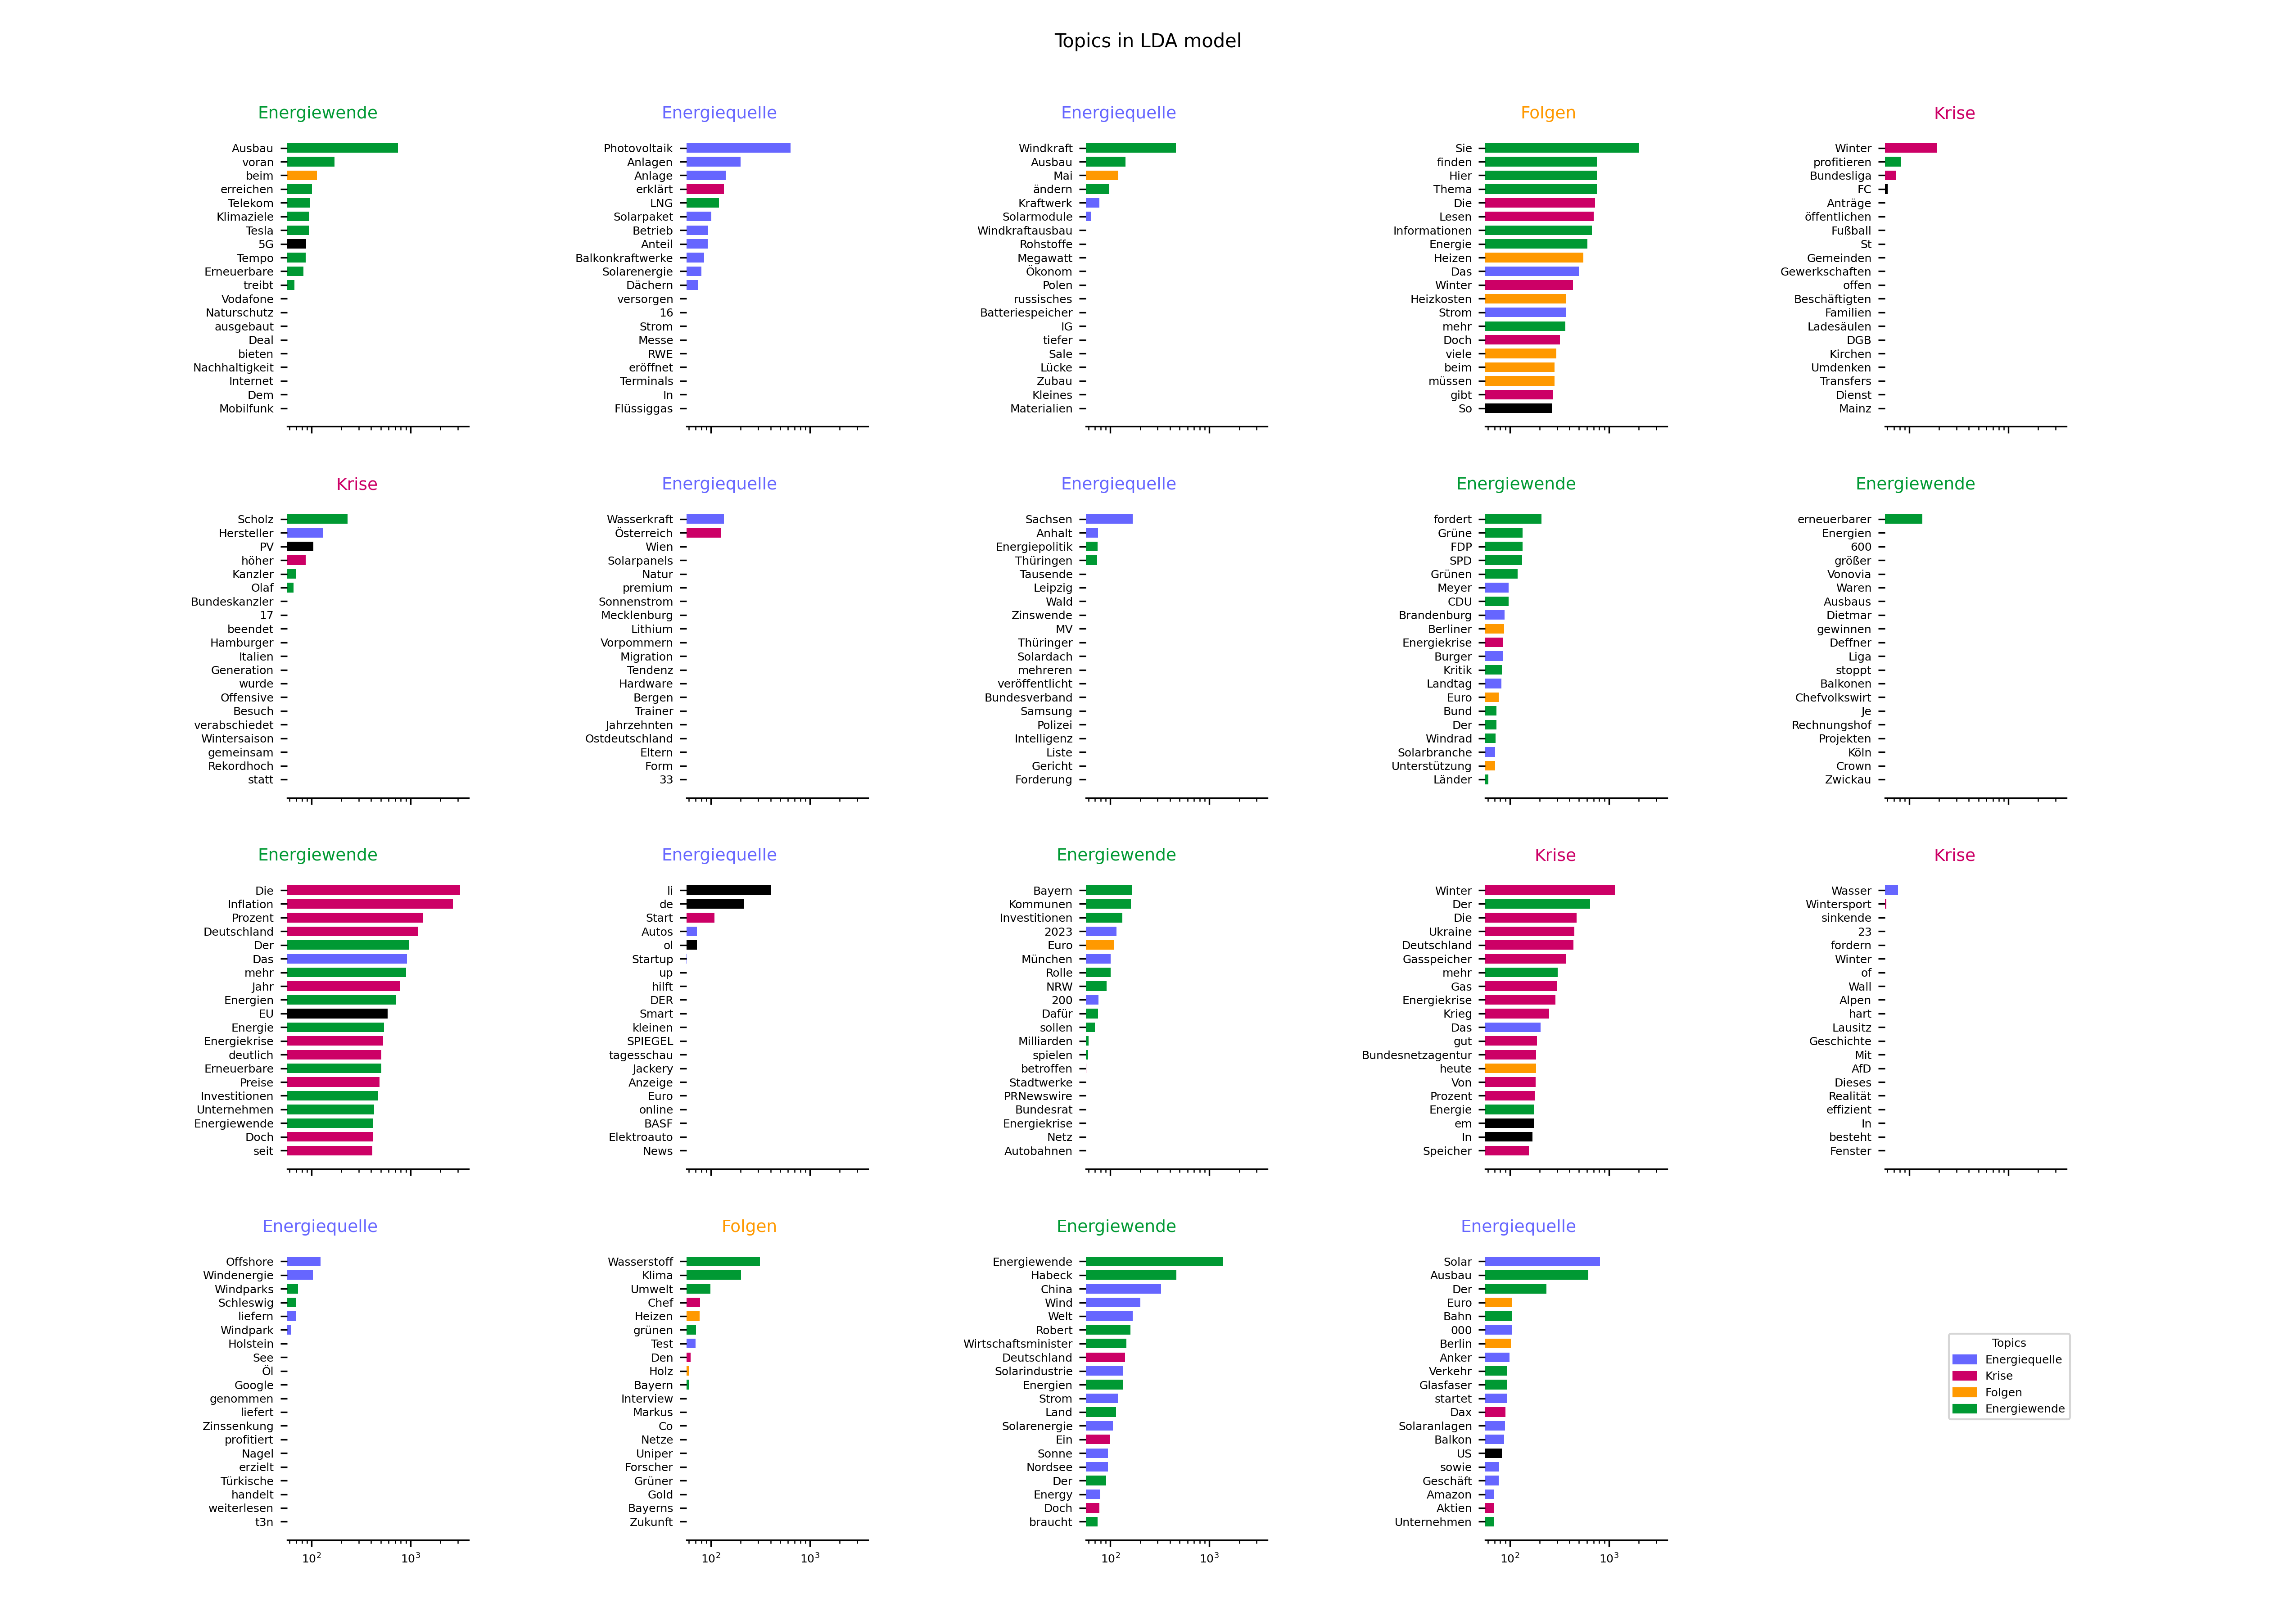 Topics in LDA model
Energiewende
Ausbau
voran
beim
erreichen
Telekom
Klimaziele
Tesla
5G
Tempo
Erneuerbare
treibt
Vodafone
Naturschutz
ausgebaut
Deal
bieten
Nachhaltigkeit
Internet
Dem
Mobilfunk
Energiequelle
Photovoltaik
Anlagen
Anlage
erklärt
LNG
Solarpaket
Betrieb
Anteil
Balkonkraftwerke
Solarenergie
Dächern
versorgen
16
Strom
Messe
RWE
eröffnet
Terminals
In
Flüssiggas
Energiequelle
Windkraft
Ausbau
Mai
ändern
Kraftwerk
Solarmodule
Windkraftausbau
Rohstoffe
Megawatt
Ökonom
Polen
russisches
Batteriespeicher
IG
tiefer
Sale
Lücke
Zubau
Kleines
Materialien
Folgen
Sie
finden
Hier
Thema
Die
Lesen
Informationen
Energie
Heizen
Das
Winter
Heizkosten
Strom
mehr
Doch
viele
beim
müssen
gibt
So
Krise
Winter
profitieren
Bundesliga
FC
Anträge
öffentlichen
Fußball
St
Gemeinden
Gewerkschaften
offen
Beschäftigten
Familien
Ladesäulen
DGB
Kirchen
Umdenken
Transfers
Dienst
Mainz
Krise
Scholz
Hersteller
PV
höher
Kanzler
Olaf
Bundeskanzler
17
beendet
Hamburger
Italien
Generation
wurde
Offensive
Besuch
verabschiedet
Wintersaison
gemeinsam
Rekordhoch
statt
Energiequelle
Wasserkraft
Österreich
Wien
Solarpanels
Natur
premium
Sonnenstrom
Mecklenburg
Lithium
Vorpommern
Migration
Tendenz
Hardware
Bergen
Trainer
Jahrzehnten
Ostdeutschland
Eltern
Form
33
Energiequelle
Sachsen
Anhalt
Energiepolitik
Thüringen
Tausende
Leipzig
Wald
Zinswende
MV
Thüringer
Solardach
mehreren
veröffentlicht
Bundesverband
Samsung
Polizei
Intelligenz
Liste
Gericht
Forderung
Energiewende
fordert
Grüne
FDP
SPD
Grünen
Meyer
CDU
Brandenburg
Berliner
Energiekrise
Burger
Kritik
Landtag
Euro
Bund
Der
Windrad
Solarbranche
Unterstützung
Länder
Energiewende
erneuerbarer
Energien
600
größer
Vonovia
Waren
Ausbaus
Dietmar
gewinnen
Deffner
Liga
stoppt
Balkonen
Chefvolkswirt
Je
Rechnungshof
Projekten
Köln
Crown
Zwickau
Energiewende
Die
Inflation
Prozent
Deutschland
Der
Das
mehr
Jahr
Energien
EU
Energie
Energiekrise
deutlich
Erneuerbare
Preise
Investitionen
Unternehmen
Energiewende
Doch
seit
Energiequelle
li
de
Start
Autos
ol
Startup
up
hilft
DER
Smart
kleinen
SPIEGEL
tagesschau
Jackery
Anzeige
Euro
online
BASF
Elektroauto
News
Energiewende
Bayern
Kommunen
Investitionen
2023
Euro
München
Rolle
NRW
200
Dafür
sollen
Milliarden
spielen
betroffen
Stadtwerke
PRNewswire
Bundesrat
Energiekrise
Netz
Autobahnen
Krise
Winter
Der
Die
Ukraine
Deutschland
Gasspeicher
mehr
Gas
Energiekrise
Krieg
Das
gut
Bundesnetzagentur
heute
Von
Prozent
Energie
em
In
Speicher
Krise
Wasser
Wintersport
sinkende
23
fordern
Winter
of
Wall
Alpen
hart
Lausitz
Geschichte
Mit
AfD
Dieses
Realität
effizient
In
besteht
Fenster
Energiequelle
Offshore
Windenergie
Windparks
Schleswig
liefern
Windpark
Holstein
See
Öl
Google
genommen
liefert
Zinssenkung
profitiert
Nagel
erzielt
Türkische
handelt
weiterlesen
t3n
10² 10³
Folgen
Wasserstoff
Klima
Umwelt
Chef
Heizen
grünen
Test
Den
Holz
Bayern
Interview
Markus
Co
Netze
Uniper
Forscher
Grüner
Gold
Bayerns
Zukunft
10² 10³
Energiewende
Energiewende
Habeck
China
Wind
Welt
Robert
Wirtschaftsminister
Deutschland
Solarindustrie
Energien
Strom
Land
Solarenergie
Ein
Sonne
Nordsee
Der
Energy
Doch
braucht
10² 10³
Energiequelle
Solar
Ausbau
Der
Euro
Bahn
000
Berlin
Anker
Verkehr
Glasfaser
startet
Dax
Solaranlagen
Balkon
US
sowie
Geschäft
Amazon
Aktien
Unternehmen
10² 10³
Topics
Energiequelle
Krise
Folgen
Energiewende